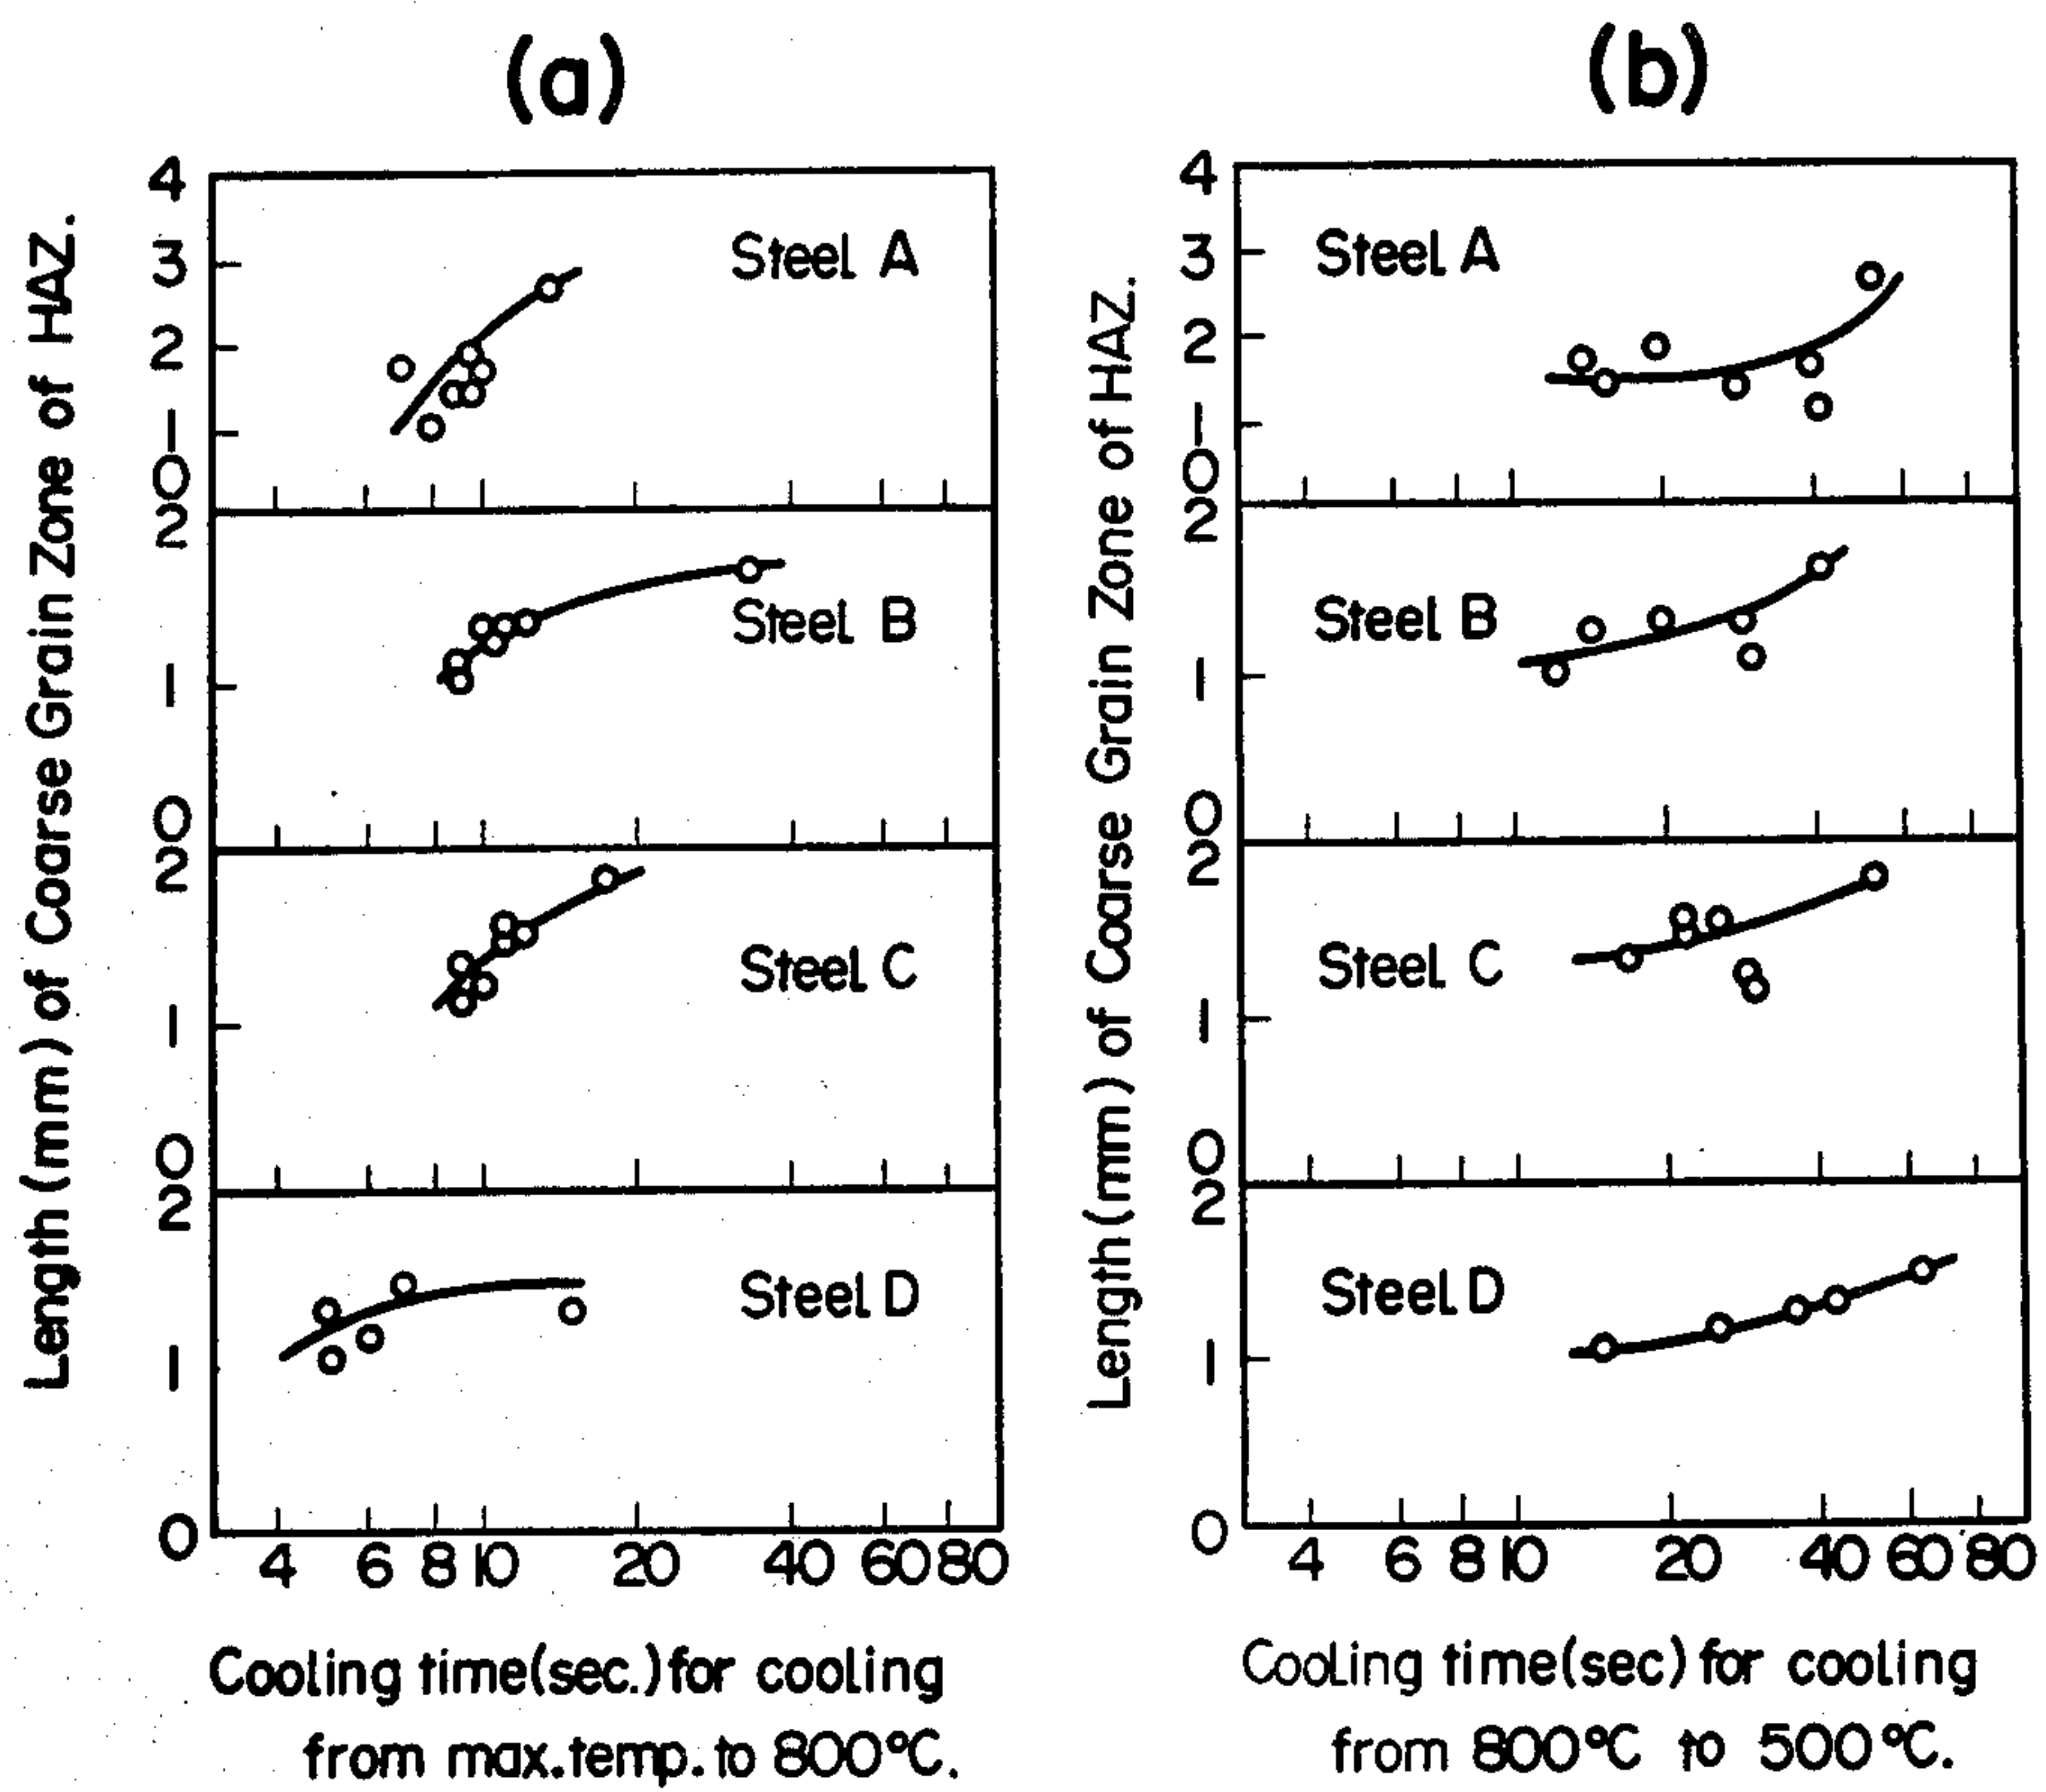 (a)
Length (mm) of Coarse Grain Zone of HAZ.
4
3
2
1
0
Steel A
2
1
0
Steel B
2
1
0
Steel C
2
1
0
Steel D
4 6 8 10 20 40 60 80
Cooling time(sec.) for cooling
from max.temp. to 800°C.
(b)
Length (mm) of Coarse Grain Zone of HAZ.
4
3
2
1
0
Steel A
2
1
0
Steel B
2
1
0
Steel C
2
1
0
Steel D
4 6 8 10 20 40 60 80
Cooling time(sec) for cooling
from 800°C to 500°C.